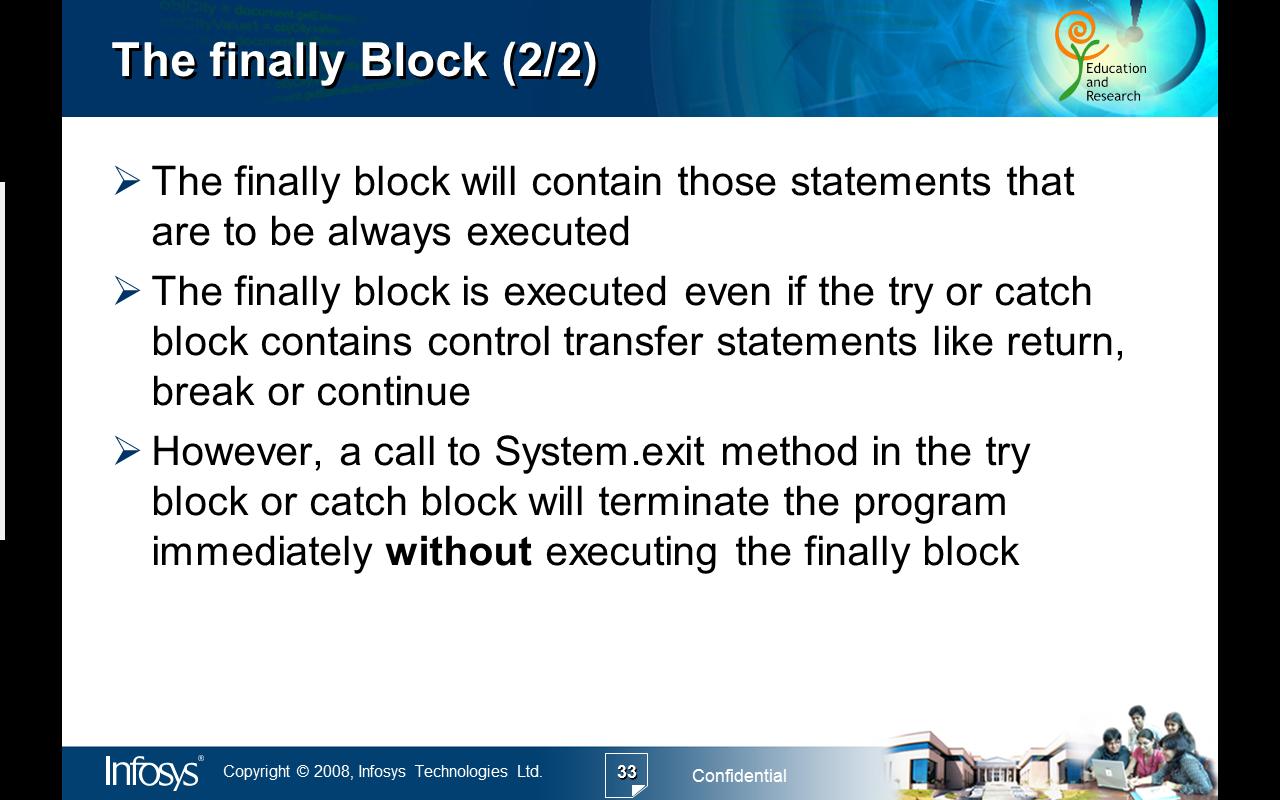 The finally Block (2/2)
Education
and
Research
➢ The finally block will contain those statements that
are to be always executed
➢ The finally block is executed even if the try or catch
block contains control transfer statements like return,
break or continue
➢ However, a call to System.exit method in the try
block or catch block will terminate the program
immediately without executing the finally block
Infosys® Copyright © 2008, Infosys Technologies Ltd. 33 Confidential